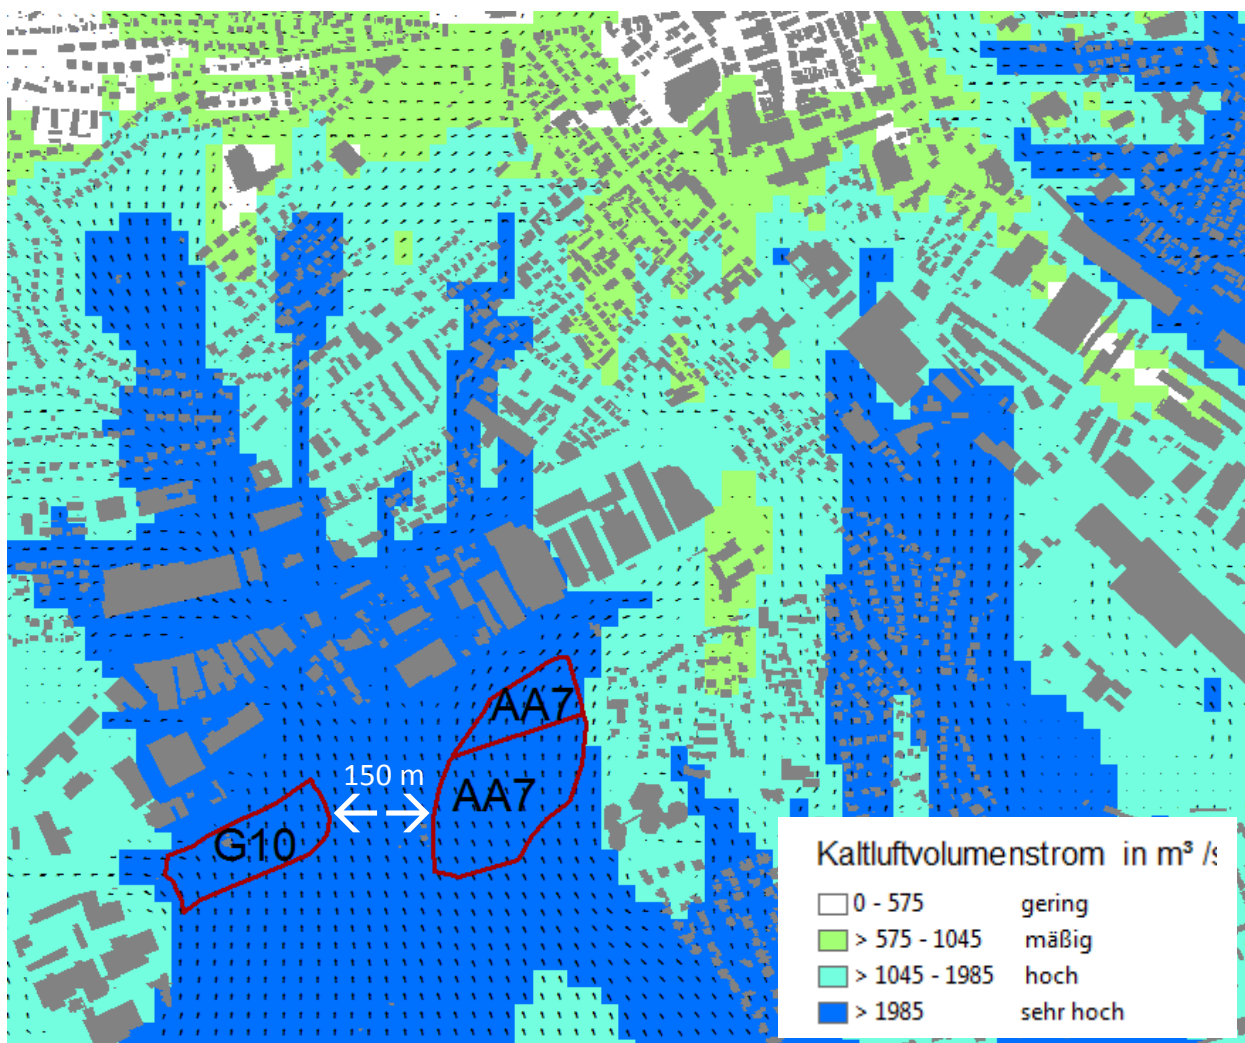 AA7
150 m
AA7
G10
Kaltluftvolumenstrom in m³ /s
0 - 575 gering
> 575 - 1045 mäßig
> 1045 - 1985 hoch
> 1985 sehr hoch